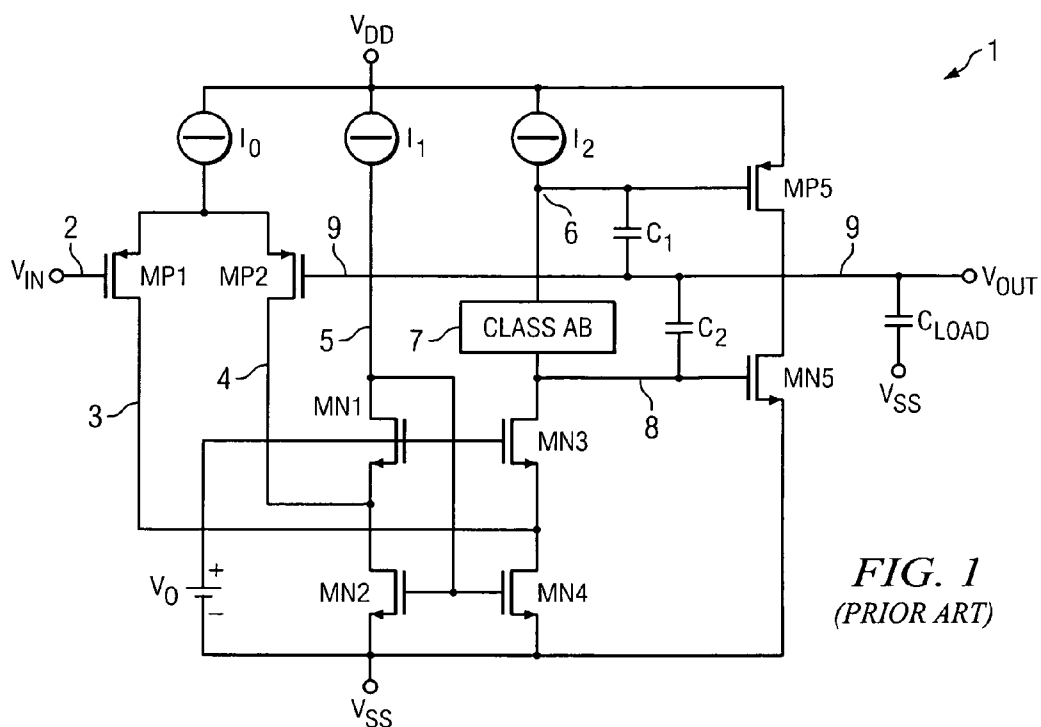 V_DD
1
I_0
I_1
I_2
MP5
2
9
6
C_1
9
V_IN
MP1
MP2
V_OUT
5
7
CLASS AB
C_2
C_LOAD
4
MN1
8
MN5
V_SS
3
MN3
V_O
+
−
MN2
MN4
FIG. 1
(PRIOR ART)
V_SS